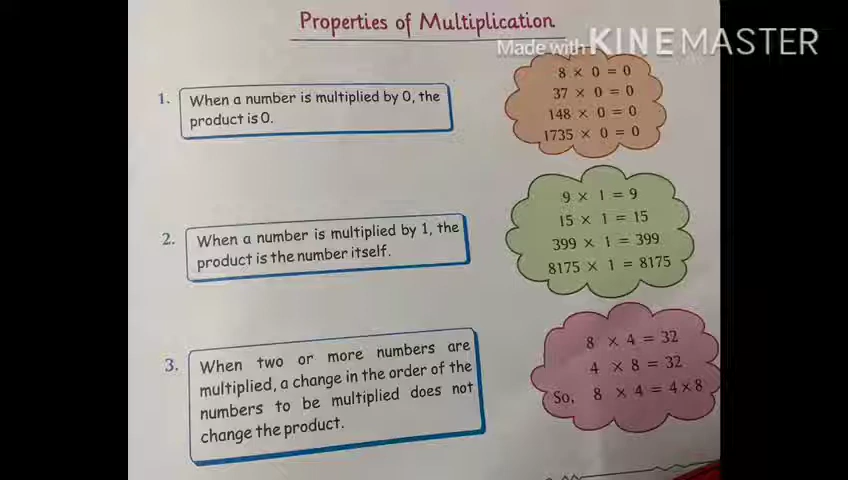 Properties of Multiplication
Made with KINEMASTER
1. When a number is multiplied by 0, the
product is 0.
8 × 0 = 0
37 × 0 = 0
148 × 0 = 0
1735 × 0 = 0
2. When a number is multiplied by 1, the
product is the number itself.
9 × 1 = 9
15 × 1 = 15
399 × 1 = 399
8175 × 1 = 8175
3. When two or more numbers are
multiplied, a change in the order of the
numbers to be multiplied does not
change the product.
8 × 4 = 32
4 × 8 = 32
So, 8 × 4 = 4×8